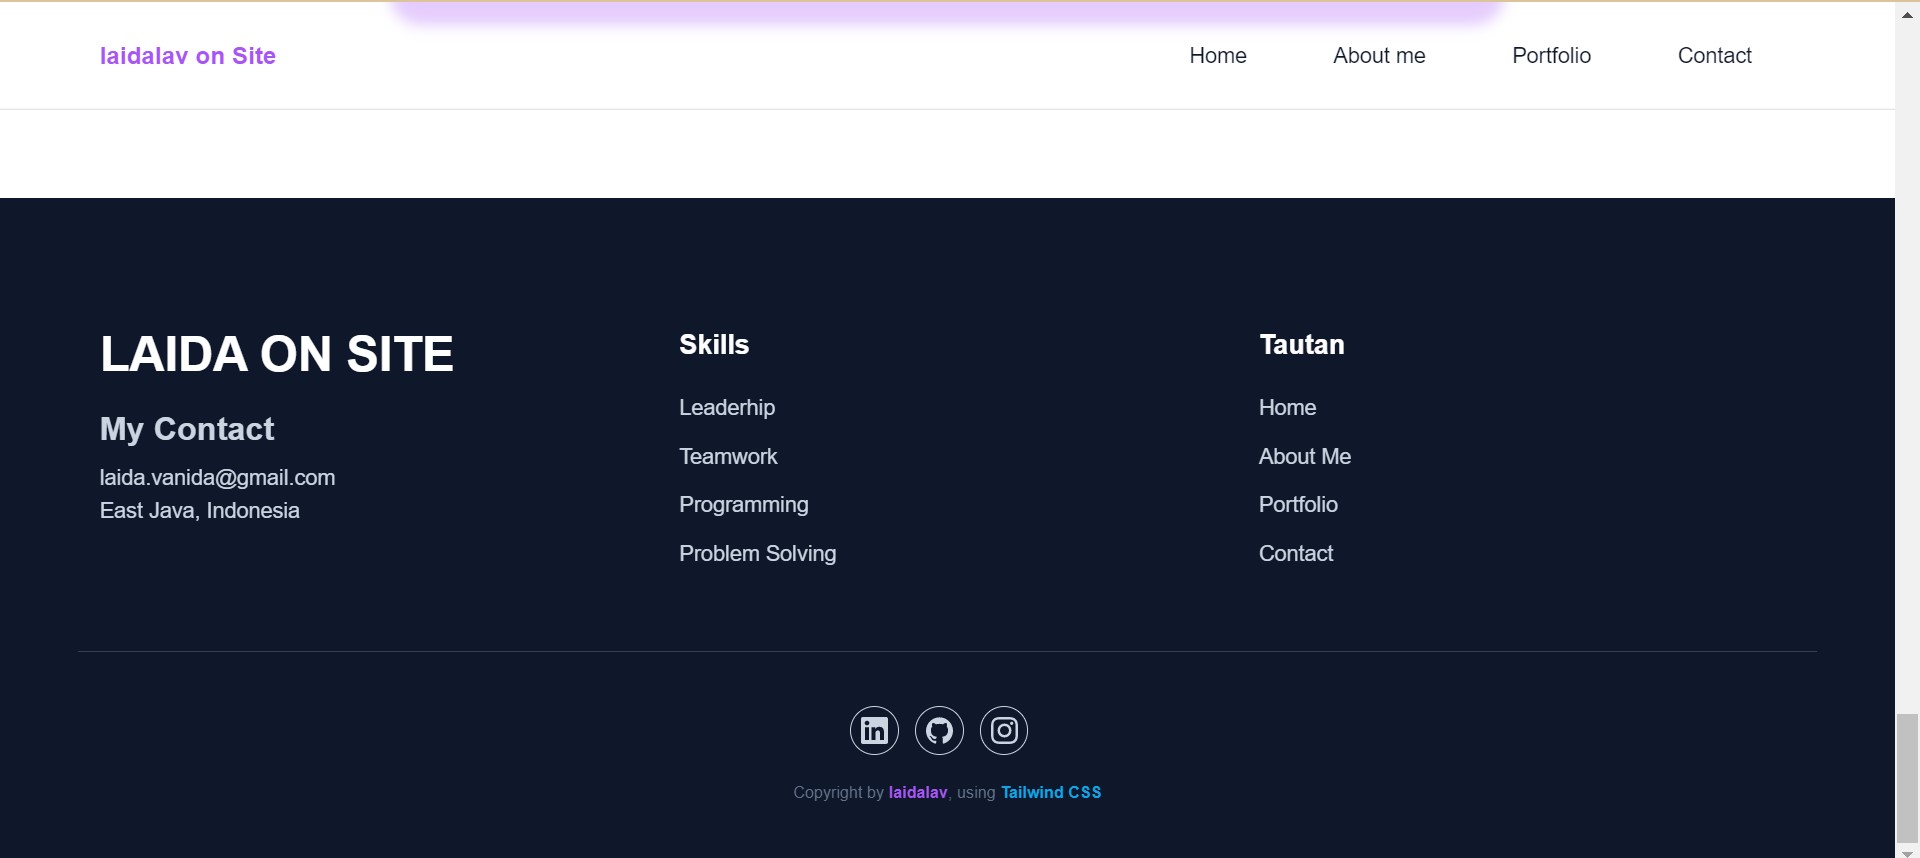 laidalav on Site
Home About me Portfolio Contact
LAIDA ON SITE
My Contact
laida.vanida@gmail.com
East Java, Indonesia
Skills
Leaderhip
Teamwork
Programming
Problem Solving
Tautan
Home
About Me
Portfolio
Contact
in
Copyright by laidalav, using Tailwind CSS